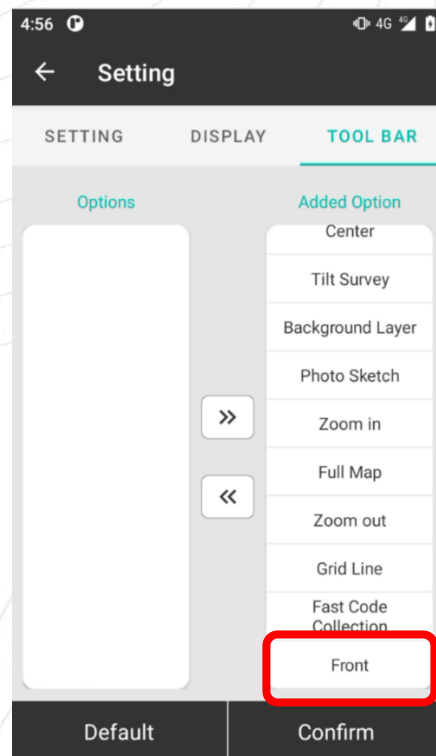 4:56 4G 4G
Setting
SETTING DISPLAY TOOL BAR
Options Added Option
Center
Tilt Survey
Background Layer
Photo Sketch
Zoom in
Full Map
Zoom out
Grid Line
Fast Code
Collection
Front
Default Confirm